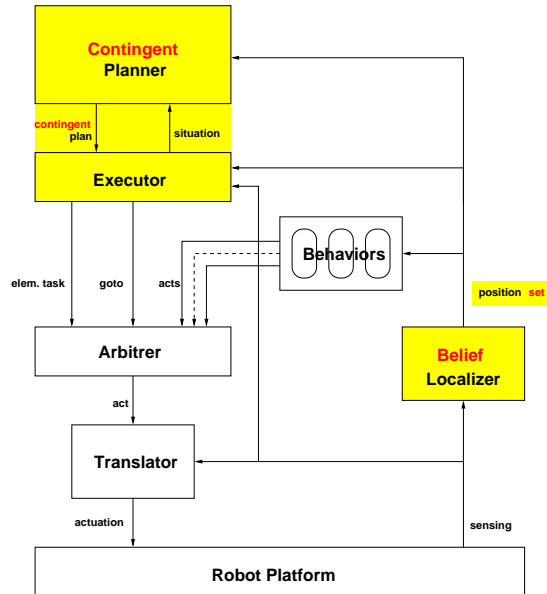 Contingent
Planner
contingent
plan
situation
Executor
Behaviors
elem. task
goto
acts
position set
Arbitrer
Belief
Localizer
act
Translator
actuation
sensing
Robot Platform